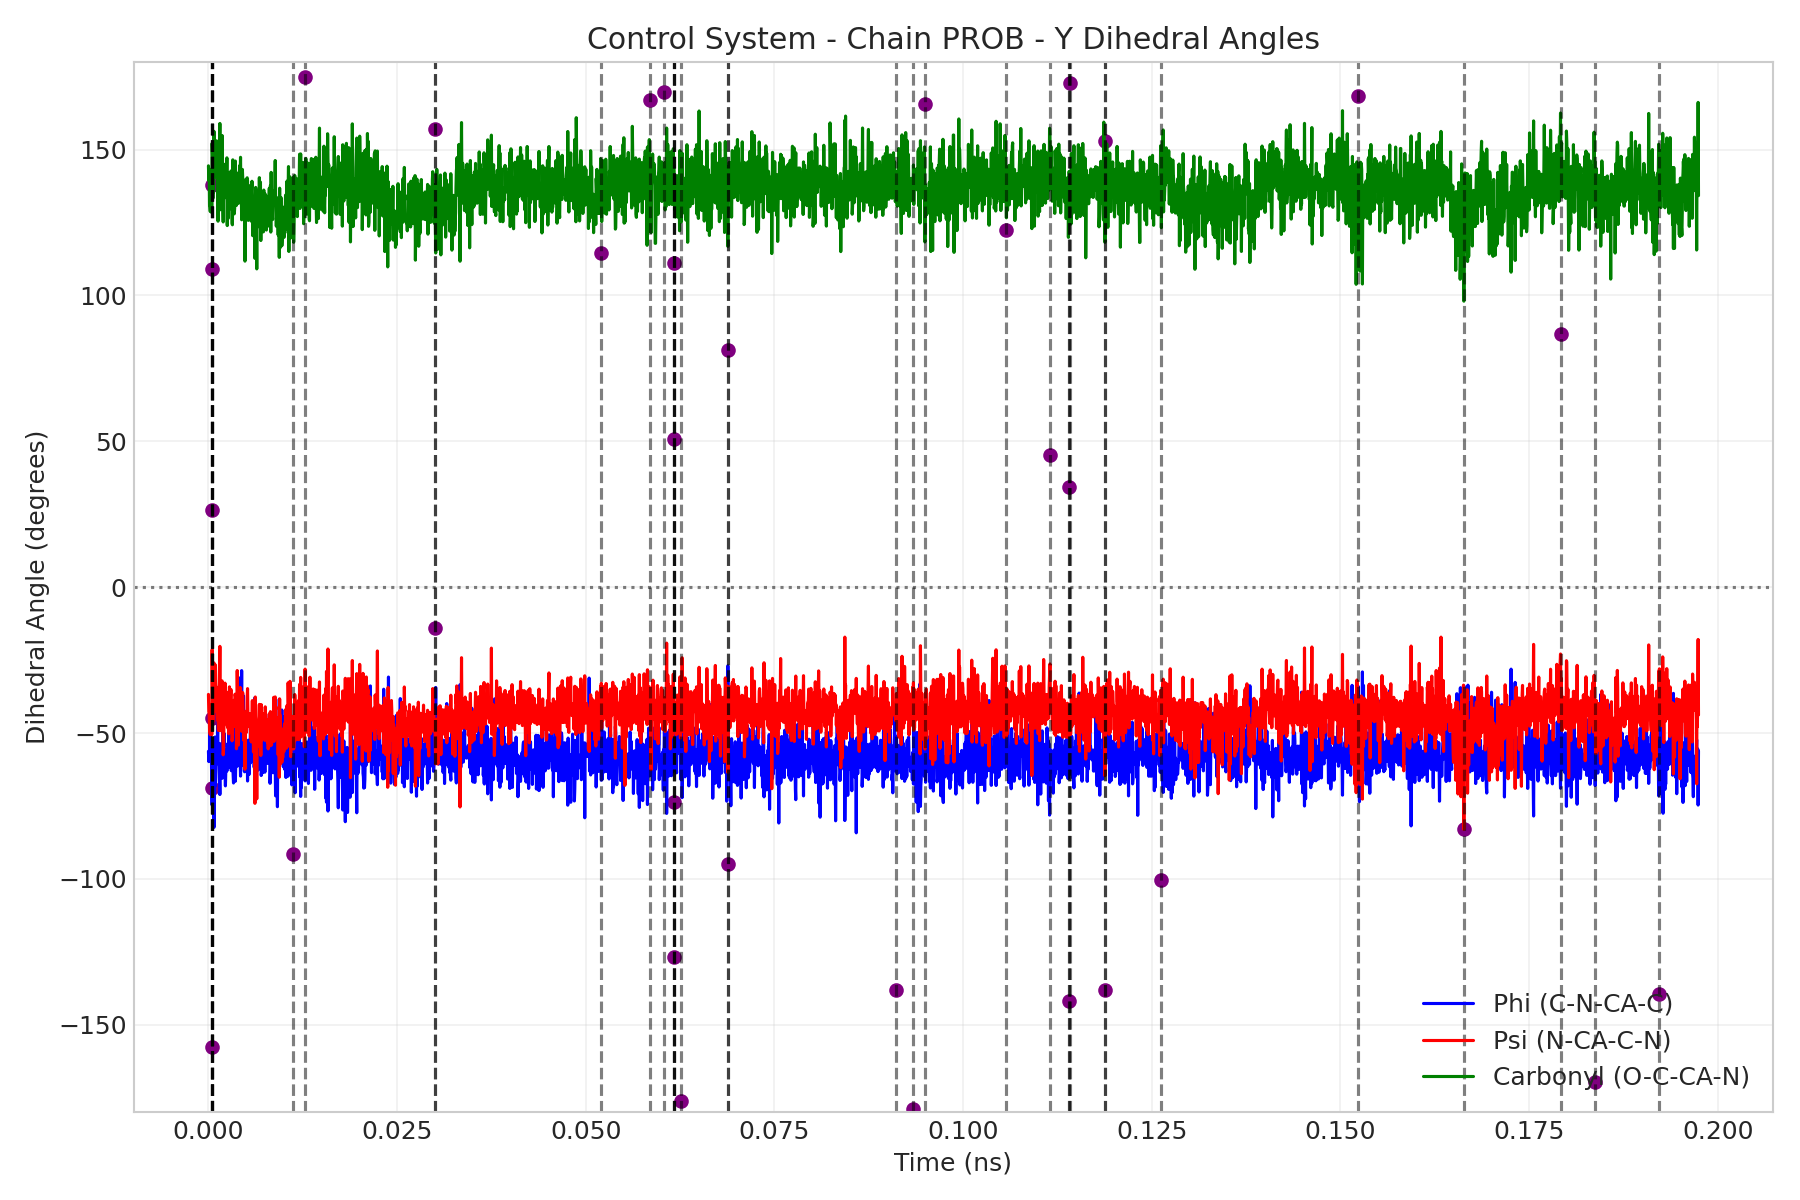 Control System - Chain PROB - Y Dihedral Angles
Dihedral Angle (degrees)
150
100
50
0
−50
−100
−150
Phi (C-N-CA-C)
Psi (N-CA-C-N)
Carbonyl (O-C-CA-N)
0.000 0.025 0.050 0.075 0.100 0.125 0.150 0.175 0.200
Time (ns)